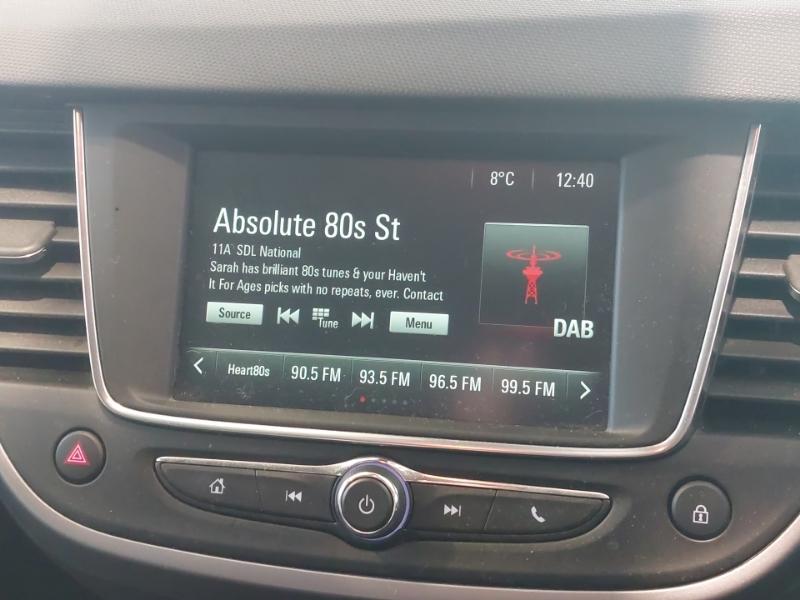 8°C 12:40
Absolute 80s St
11A SDL National
Sarah has brilliant 80s tunes & your Haven't
It For Ages picks with no repeats, ever. Contact
Source Tune Menu
DAB
Heart80s 90.5 FM 93.5 FM 96.5 FM 99.5 FM